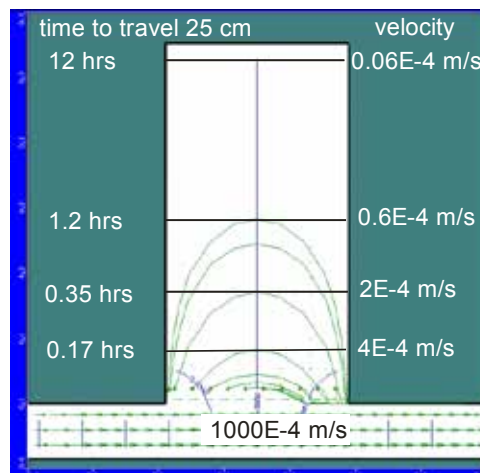 time to travel 25 cm velocity
12 hrs 0.06E-4 m/s
1.2 hrs 0.6E-4 m/s
0.35 hrs 2E-4 m/s
0.17 hrs 4E-4 m/s
1000E-4 m/s